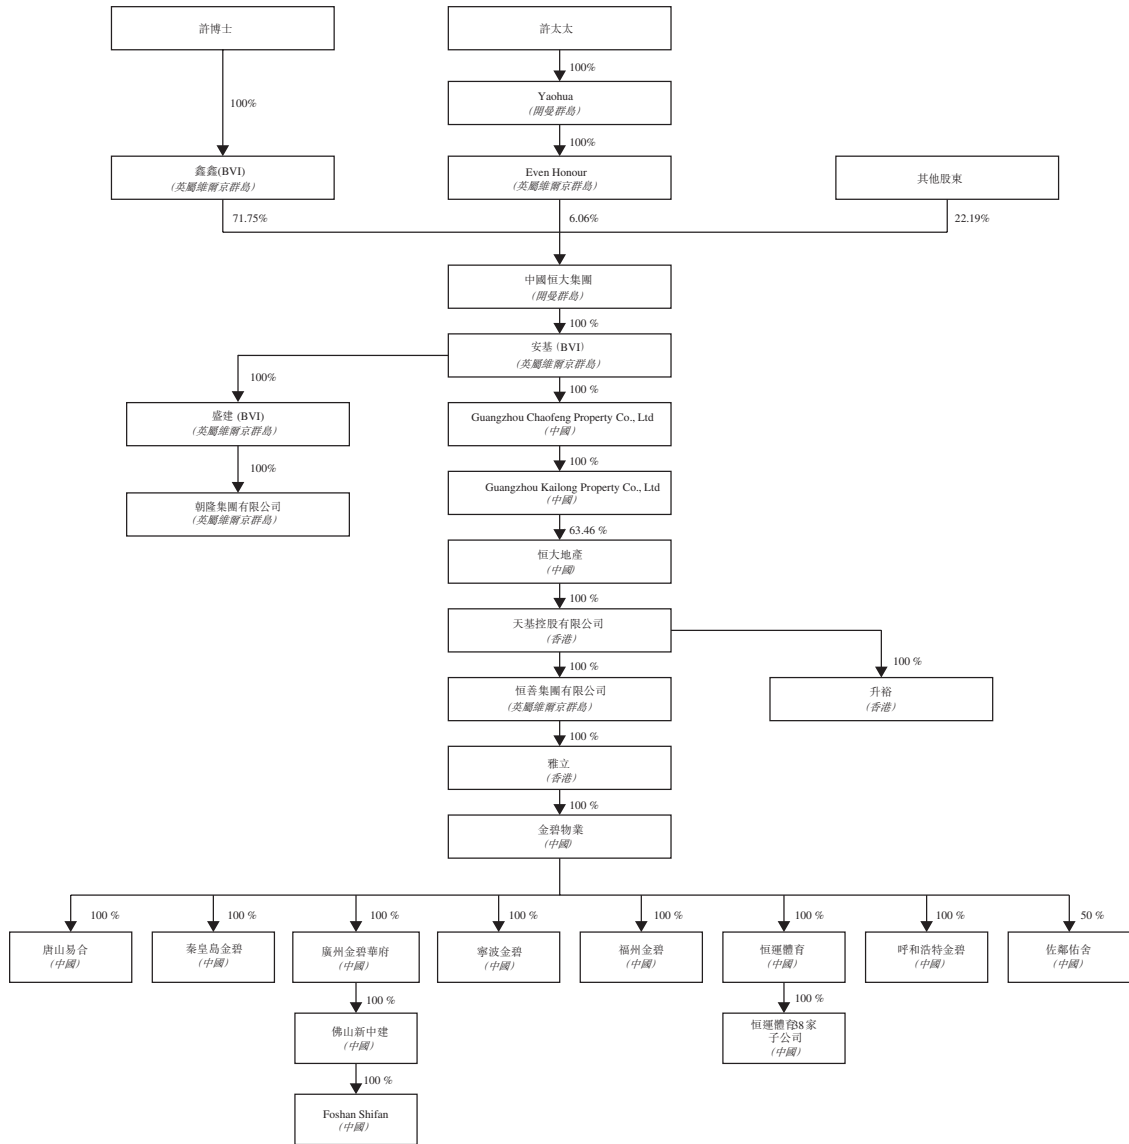 許博士
許太太
100%
100%
Yaohua
(開曼群島)
100%
鑫鑫(BVI)
(英屬維爾京群島)
Even Honour
(英屬維爾京群島)
其他股東
71.75%
6.06%
22.19%
中國恒大集團
(開曼群島)
100 %
安基 (BVI)
(英屬維爾京群島)
100%
100 %
盛建 (BVI)
(英屬維爾京群島)
Guangzhou Chaofeng Property Co., Ltd
(中國)
100%
100 %
朝隆集團有限公司
(英屬維爾京群島)
Guangzhou Kailong Property Co., Ltd
(中國)
63.46 %
恒大地產
(中國)
100 %
天基控股有限公司
(香港)
100 %
100 %
恒善集團有限公司
(英屬維爾京群島)
升裕
(香港)
100 %
雅立
(香港)
100 %
金碧物業
(中國)
100 %
100 %
100 %
100 %
100 %
100 %
100 %
50 %
唐山易合
(中國)
秦皇島金碧
(中國)
廣州金碧華府
(中國)
寧波金碧
(中國)
福州金碧
(中國)
恒運體育
(中國)
呼和浩特金碧
(中國)
佐鄰佑舍
(中國)
100 %
100 %
佛山新中建
(中國)
恒運體育38家
子公司
(中國)
100 %
Foshan Shifan
(中國)